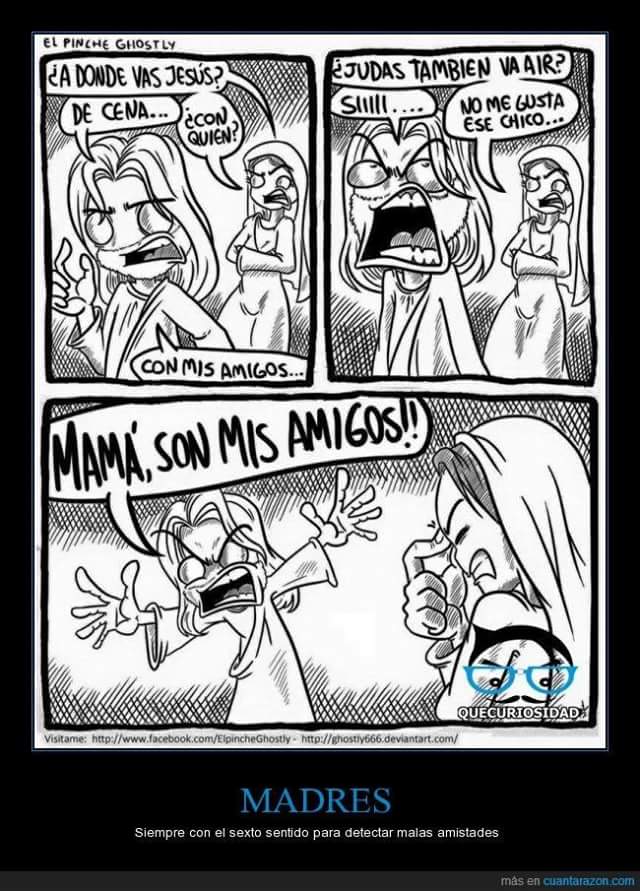 EL PINCHE GHOSTLY
¿A DONDE VAS JESÚS?
DE CENA...
¿CON
QUIEN?
CON MIS AMIGOS...
¿JUDAS TAMBIEN VA A IR?
SIIIII....
NO ME GUSTA
ESE CHICO...
MAMÁ, SON MIS AMIGOS!!
QUECURIOSIDAD
Visitame: http://www.facebook.com/ElpincheGhostly - http://ghostly666.deviantart.com/
MADRES
Siempre con el sexto sentido para detectar malas amistades
más en cuantarazon.com